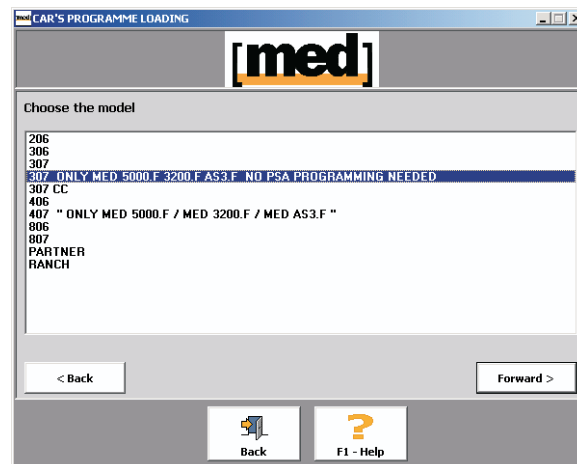 med CAR'S PROGRAMME LOADING
[med]
Choose the model
206
306
307
307 ONLY MED 5000.F 3200.F AS3.F NO PSA PROGRAMMING NEEDED
307 CC
406
407 " ONLY MED 5000.F / MED 3200.F / MED AS3.F "
806
807
PARTNER
RANCH
< Back
Forward >
Back
F1 - Help